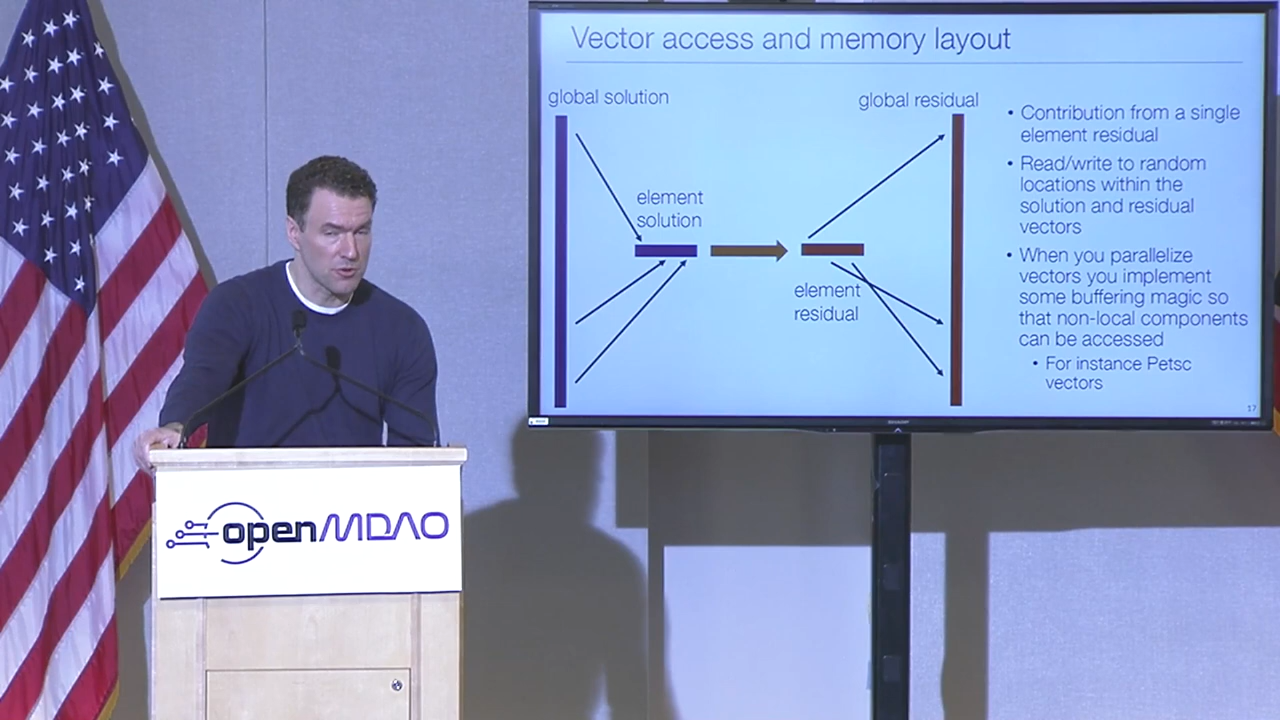 Vector access and memory layout
global solution
global residual
element
solution
element
residual
• Contribution from a single
element residual
• Read/write to random
locations within the
solution and residual
vectors
• When you parallelize
vectors you implement
some buffering magic so
that non-local components
can be accessed
• For instance Petsc
vectors
17
SHARP
openMDAO